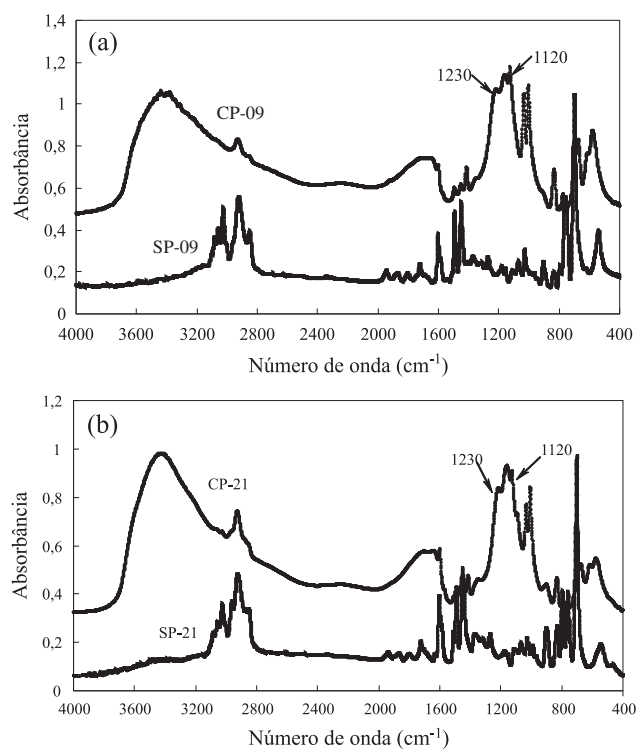 1,4
(a)
1230
1120
1,2
1
CP-09
0,8
Absorbância
0,6
0,4
SP-09
0,2
0
4000 3600 3200 2800 2400 2000 1600 1200 800 400
Número de onda (cm-1)
1,2
(b)
1230
1120
1
CP-21
0,8
Absorbância
0,6
0,4
SP-21
0,2
0
4000 3600 3200 2800 2400 2000 1600 1200 800 400
Número de onda (cm-1)